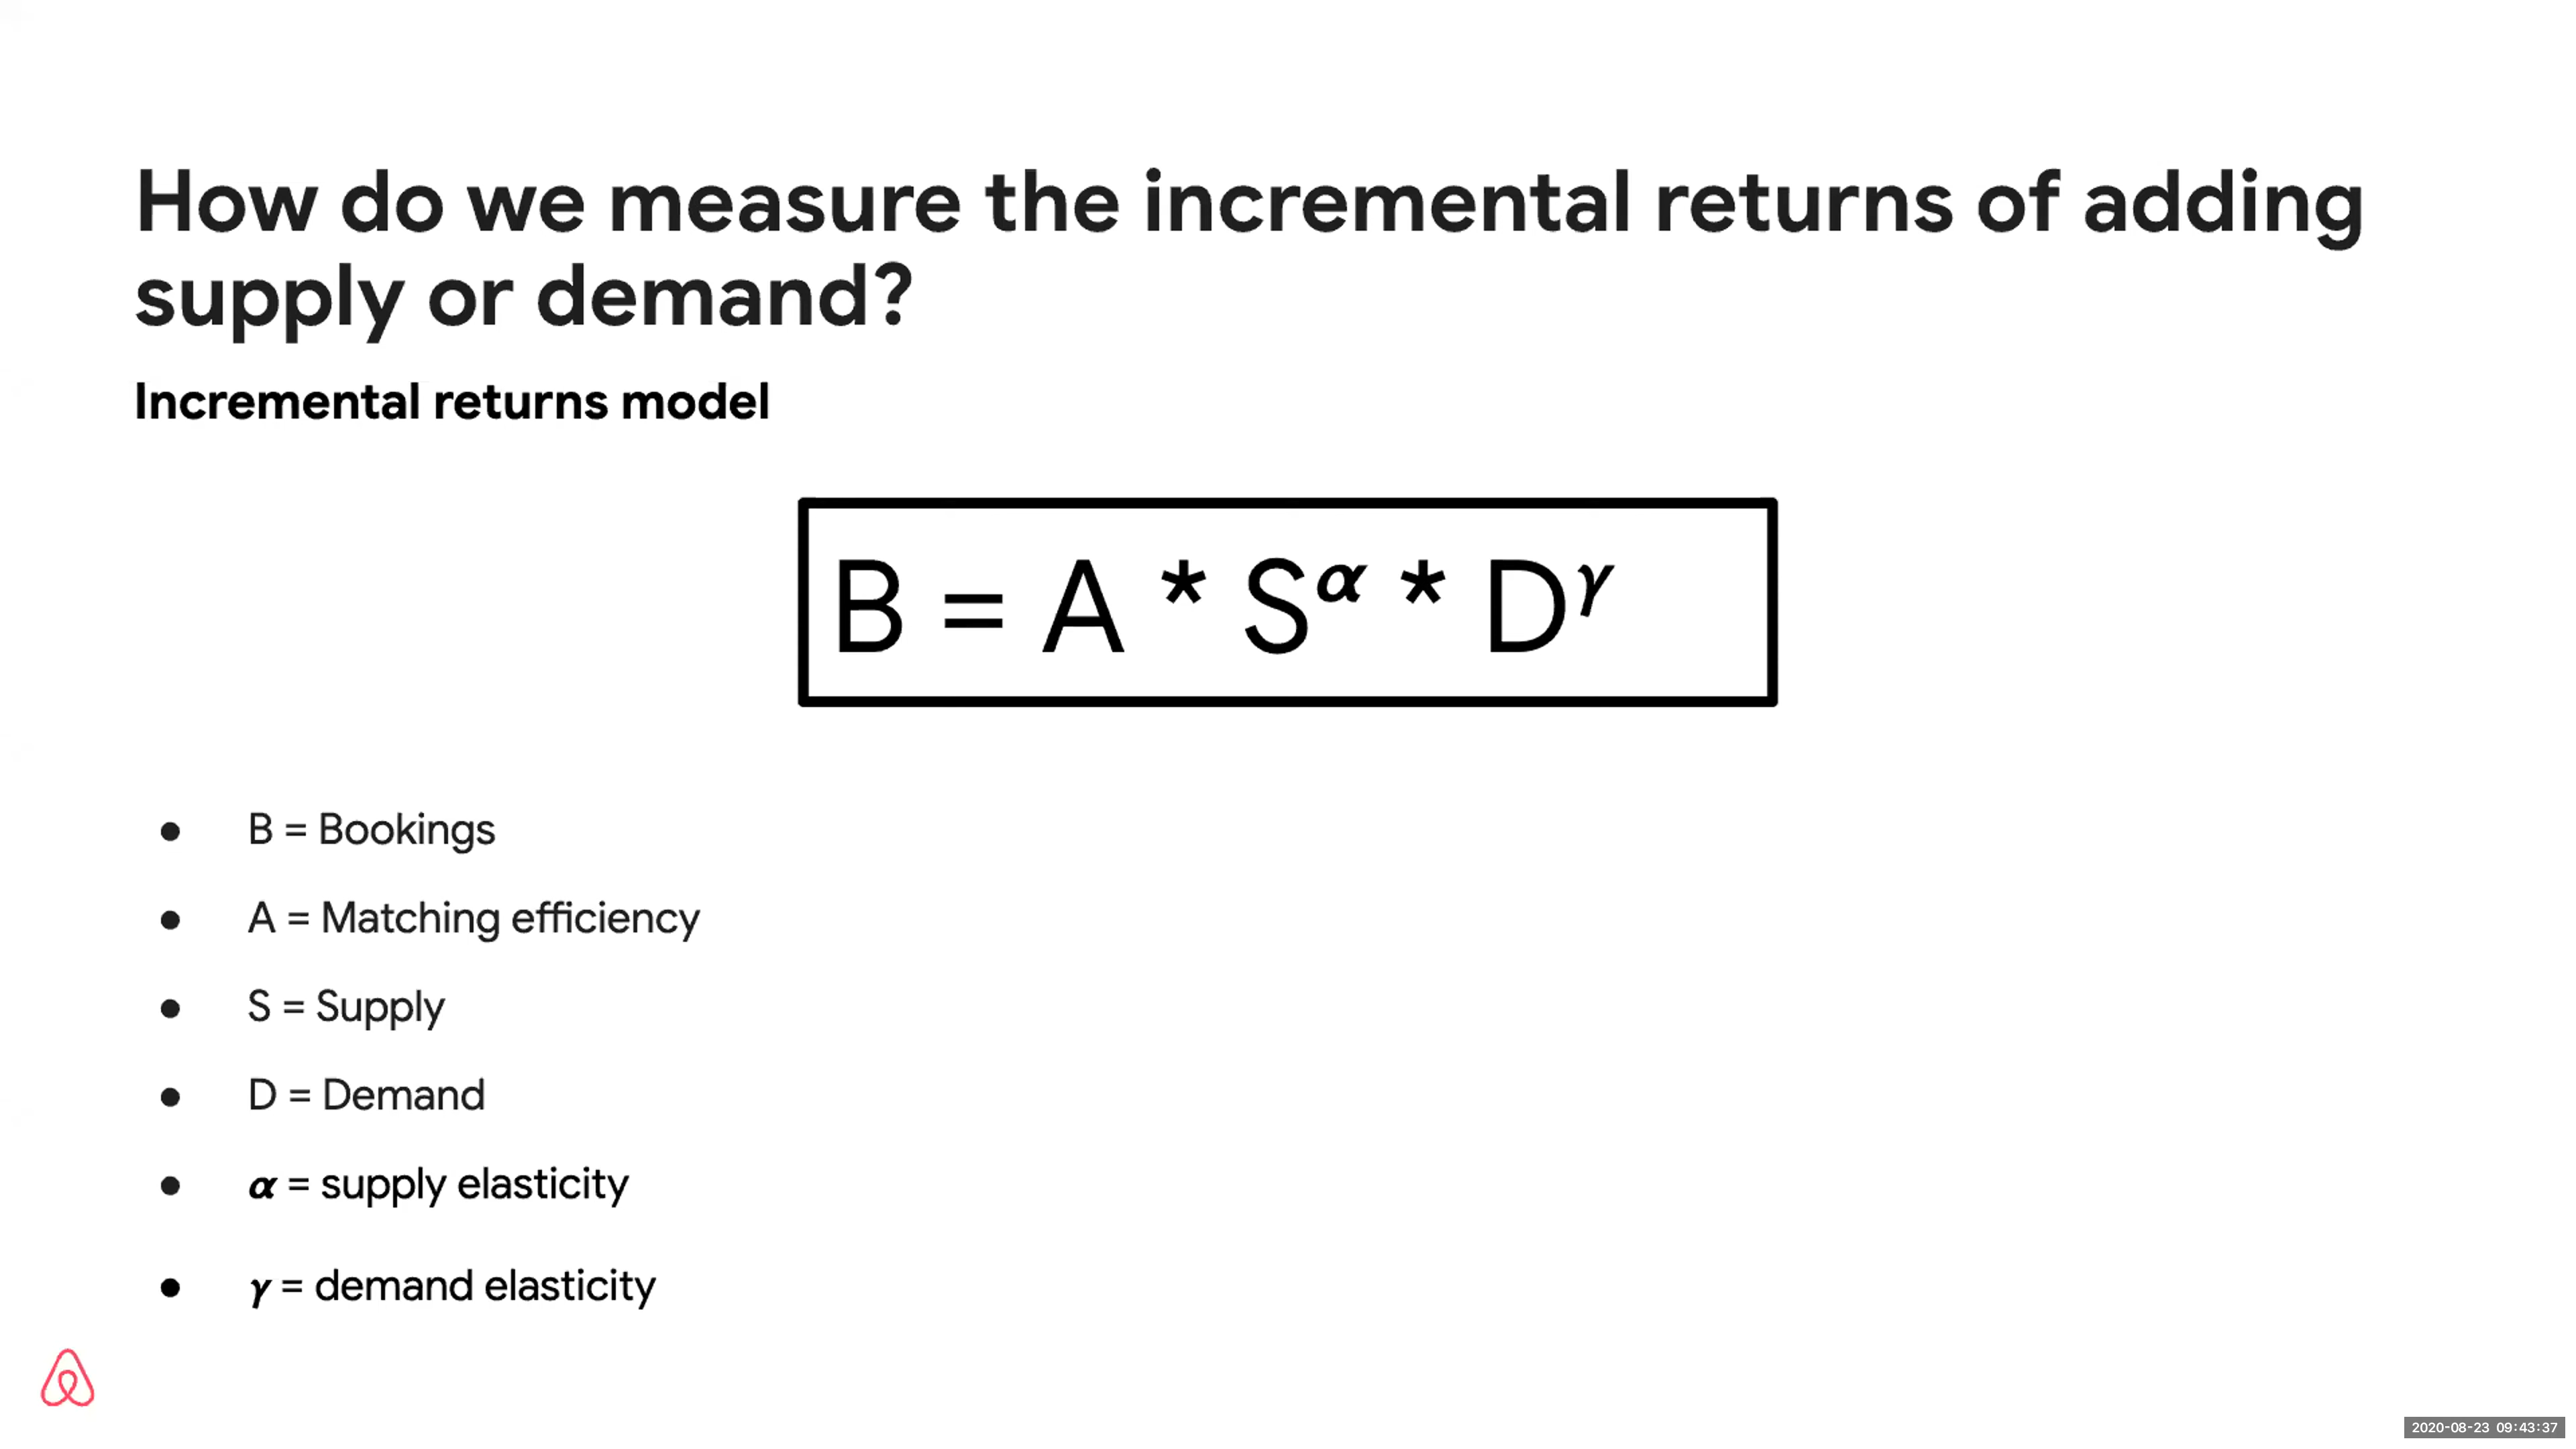 How do we measure the incremental returns of adding
supply or demand?
Incremental returns model
B = A * S^α * D^γ
● B = Bookings
● A = Matching efficiency
● S = Supply
● D = Demand
● α = supply elasticity
● γ = demand elasticity
2020-08-23 09:43:37